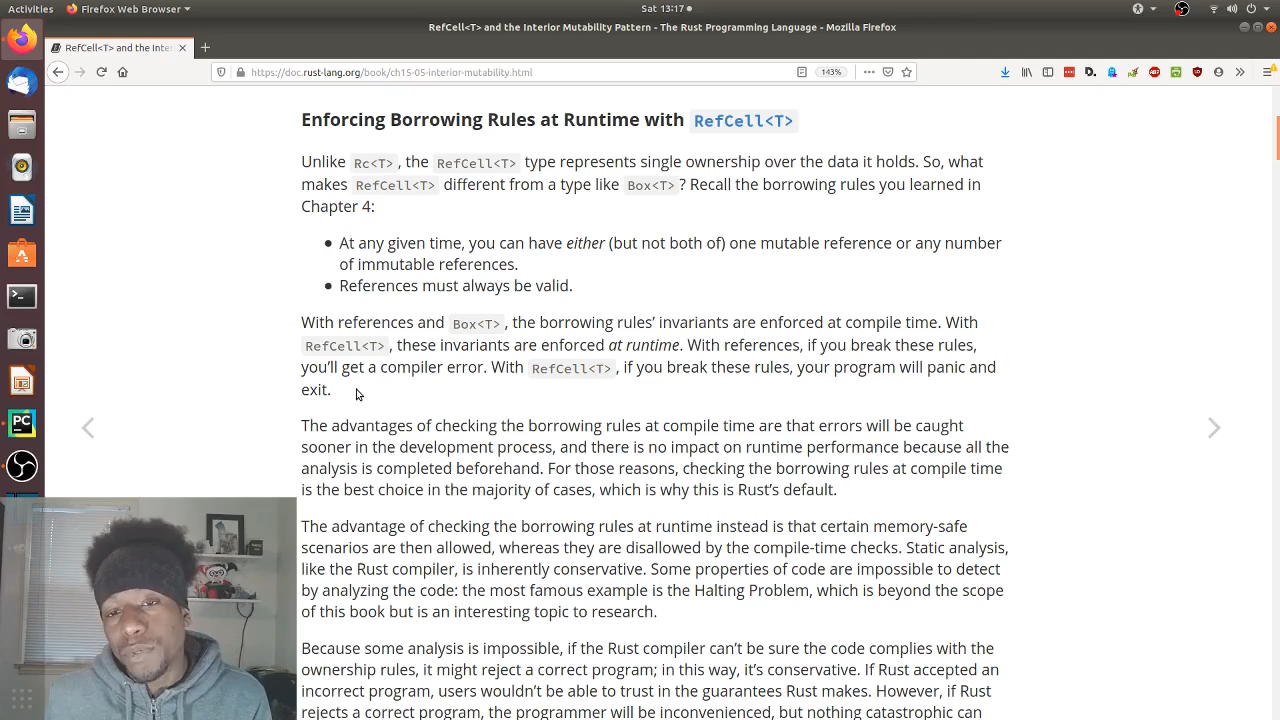 Activities
Firefox Web Browser
Sat 13:17
RefCell<T> and the Interior Mutability Pattern - The Rust Programming Language - Mozilla Firefox
RefCell<T> and the Inte
https://doc.rust-lang.org/book/ch15-05-interior-mutability.html
143%
Enforcing Borrowing Rules at Runtime with RefCell<T>
Unlike Rc<T>, the RefCell<T> type represents single ownership over the data it holds. So, what
makes RefCell<T> different from a type like Box<T>? Recall the borrowing rules you learned in
Chapter 4:
● At any given time, you can have either (but not both of) one mutable reference or any number
of immutable references.
● References must always be valid.
With references and Box<T>, the borrowing rules’ invariants are enforced at compile time. With
RefCell<T>, these invariants are enforced at runtime. With references, if you break these rules,
you’ll get a compiler error. With RefCell<T>, if you break these rules, your program will panic and
exit.
The advantages of checking the borrowing rules at compile time are that errors will be caught
sooner in the development process, and there is no impact on runtime performance because all the
analysis is completed beforehand. For those reasons, checking the borrowing rules at compile time
is the best choice in the majority of cases, which is why this is Rust’s default.
The advantage of checking the borrowing rules at runtime instead is that certain memory-safe
scenarios are then allowed, whereas they are disallowed by the compile-time checks. Static analysis,
like the Rust compiler, is inherently conservative. Some properties of code are impossible to detect
by analyzing the code: the most famous example is the Halting Problem, which is beyond the scope
of this book but is an interesting topic to research.
Because some analysis is impossible, if the Rust compiler can’t be sure the code complies with the
ownership rules, it might reject a correct program; in this way, it’s conservative. If Rust accepted an
incorrect program, users wouldn’t be able to trust in the guarantees Rust makes. However, if Rust
rejects a correct program, the programmer will be inconvenienced, but nothing catastrophic can
PC